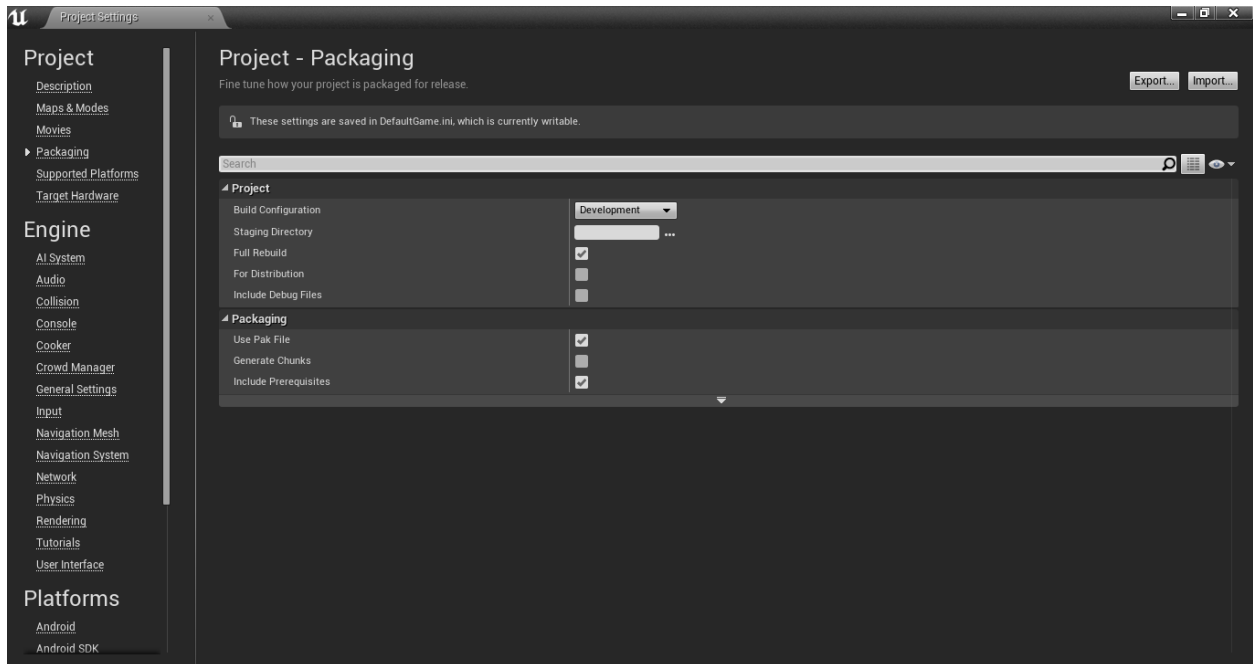 Project Settings
Project
Description
Maps & Modes
Movies
Packaging
Supported Platforms
Target Hardware
Engine
AI System
Audio
Collision
Console
Cooker
Crowd Manager
General Settings
Input
Navigation Mesh
Navigation System
Network
Physics
Rendering
Tutorials
User Interface
Platforms
Android
Android SDK
Project - Packaging
Fine tune how your project is packaged for release.
Export... Import...
These settings are saved in DefaultGame.ini, which is currently writable.
Search
Project
Build Configuration Development
Staging Directory ...
Full Rebuild
For Distribution
Include Debug Files
Packaging
Use Pak File
Generate Chunks
Include Prerequisites